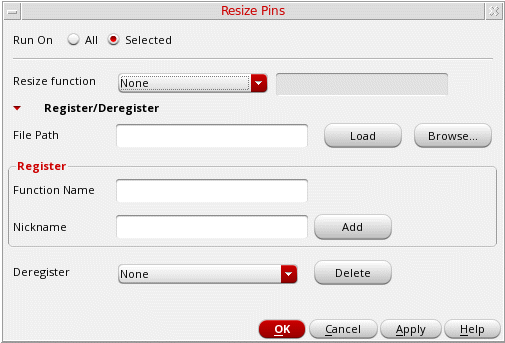 Resize Pins
Run On All Selected
Resize function None
Register/Deregister
File Path Load Browse...
Register
Function Name
Nickname Add
Deregister None Delete
OK Cancel Apply Help